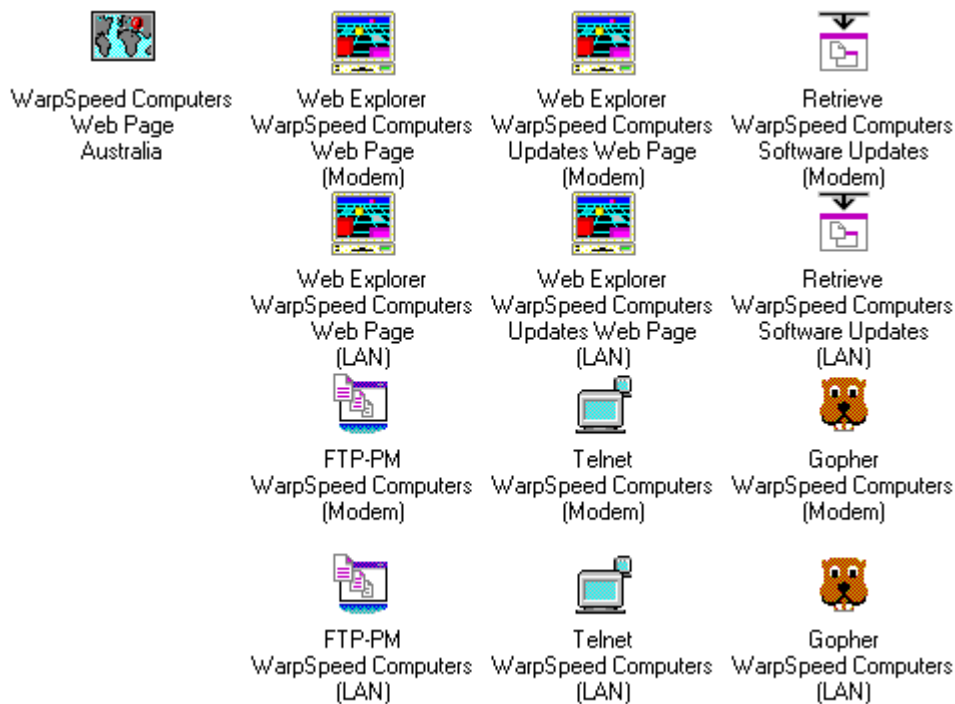 WarpSpeed Computers
Web Page
Australia
Web Explorer
WarpSpeed Computers
Web Page
(Modem)
Web Explorer
WarpSpeed Computers
Updates Web Page
(Modem)
Retrieve
WarpSpeed Computers
Software Updates
(Modem)
Web Explorer
WarpSpeed Computers
Web Page
(LAN)
Web Explorer
WarpSpeed Computers
Updates Web Page
(LAN)
Retrieve
WarpSpeed Computers
Software Updates
(LAN)
FTP-PM
WarpSpeed Computers
(Modem)
Telnet
WarpSpeed Computers
(Modem)
Gopher
WarpSpeed Computers
(Modem)
FTP-PM
WarpSpeed Computers
(LAN)
Telnet
WarpSpeed Computers
(LAN)
Gopher
WarpSpeed Computers
(LAN)